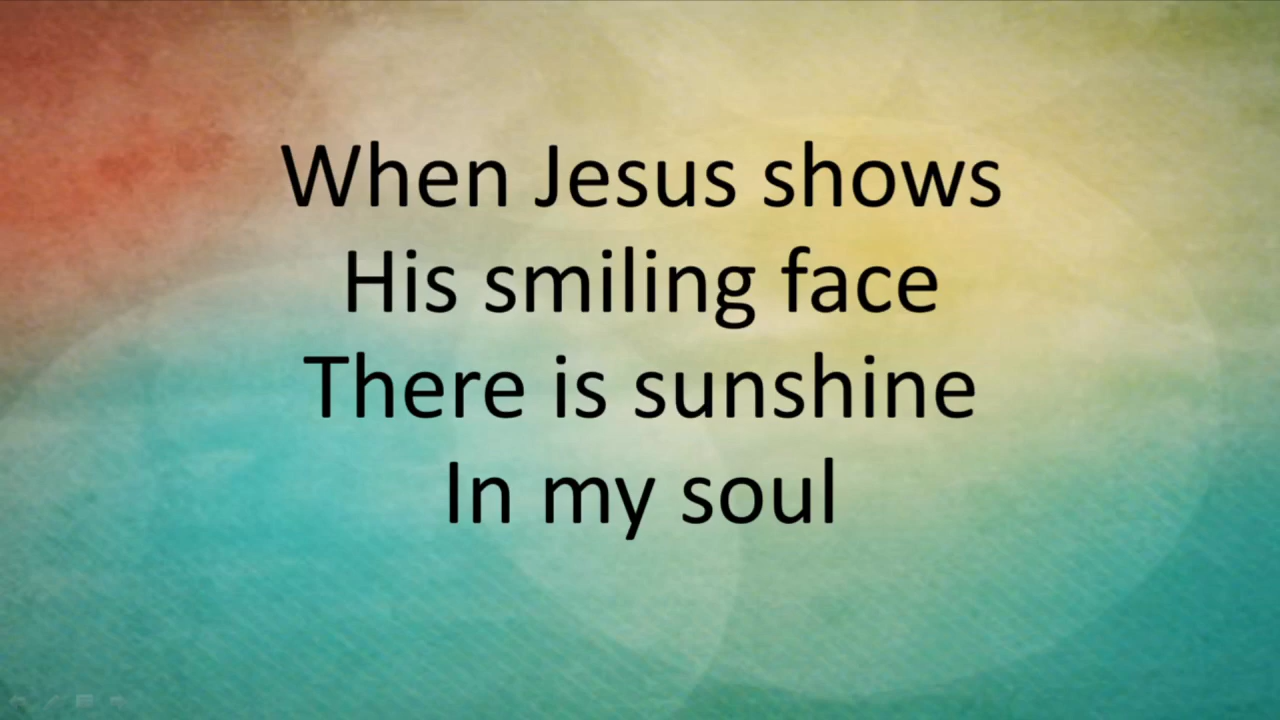 When Jesus shows
His smiling face
There is sunshine
In my soul